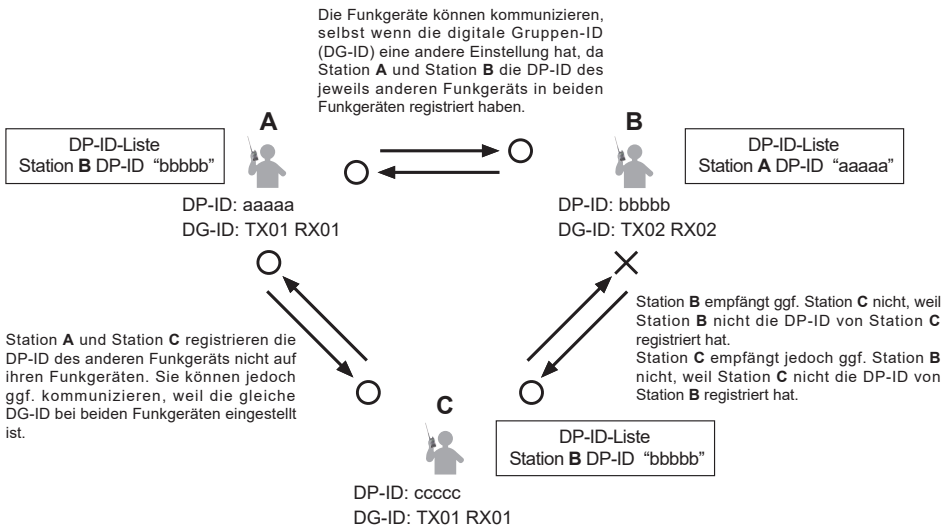 Die Funkgeräte können kommunizieren,
selbst wenn die digitale Gruppen-ID
(DG-ID) eine andere Einstellung hat, da
Station A und Station B die DP-ID des
jeweils anderen Funkgeräts in beiden
Funkgeräten registriert haben.
A
B
DP-ID-Liste
Station B DP-ID “bbbbb”
DP-ID-Liste
Station A DP-ID “aaaaa”
DP-ID: aaaaa
DG-ID: TX01 RX01
DP-ID: bbbbb
DG-ID: TX02 RX02
Station A und Station C registrieren die
DP-ID des anderen Funkgeräts nicht auf
ihren Funkgeräten. Sie können jedoch
ggf. kommunizieren, weil die gleiche
DG-ID bei beiden Funkgeräten eingestellt
ist.
Station B empfängt ggf. Station C nicht, weil
Station B nicht die DP-ID von Station C
registriert hat.
Station C empfängt jedoch ggf. Station B
nicht, weil Station C nicht die DP-ID von
Station B registriert hat.
C
DP-ID-Liste
Station B DP-ID “bbbbb”
DP-ID: ccccc
DG-ID: TX01 RX01